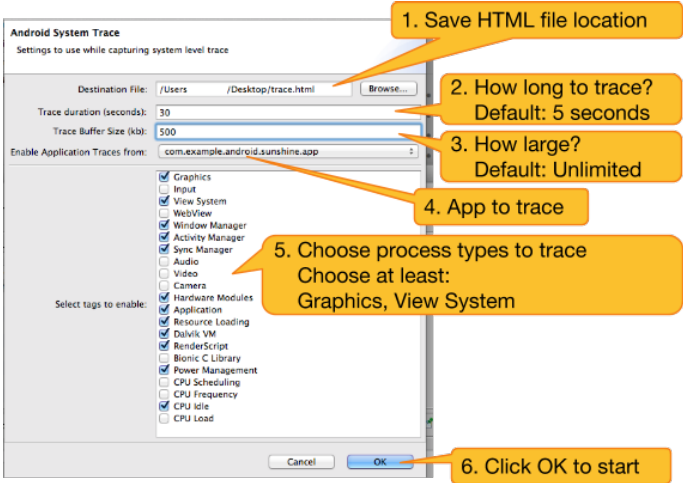 1. Save HTML file location
Android System Trace
Settings to use while capturing system level trace
Destination File: /Users /Desktop/trace.html Browse...
2. How long to trace?
Default: 5 seconds
Trace duration (seconds): 30
Trace Buffer Size (kb): 500
3. How large?
Default: Unlimited
Enable Application Traces from: com.example.android.sunshine.app
4. App to trace
Select tags to enable:
Graphics
Input
View System
WebView
Window Manager
Activity Manager
Sync Manager
Audio
Video
Camera
Hardware Modules
Application
Resource Loading
Dalvik VM
RenderScript
Bionic C Library
Power Management
CPU Scheduling
CPU Frequency
CPU Idle
CPU Load
5. Choose process types to trace
Choose at least:
Graphics, View System
Cancel OK
6. Click OK to start